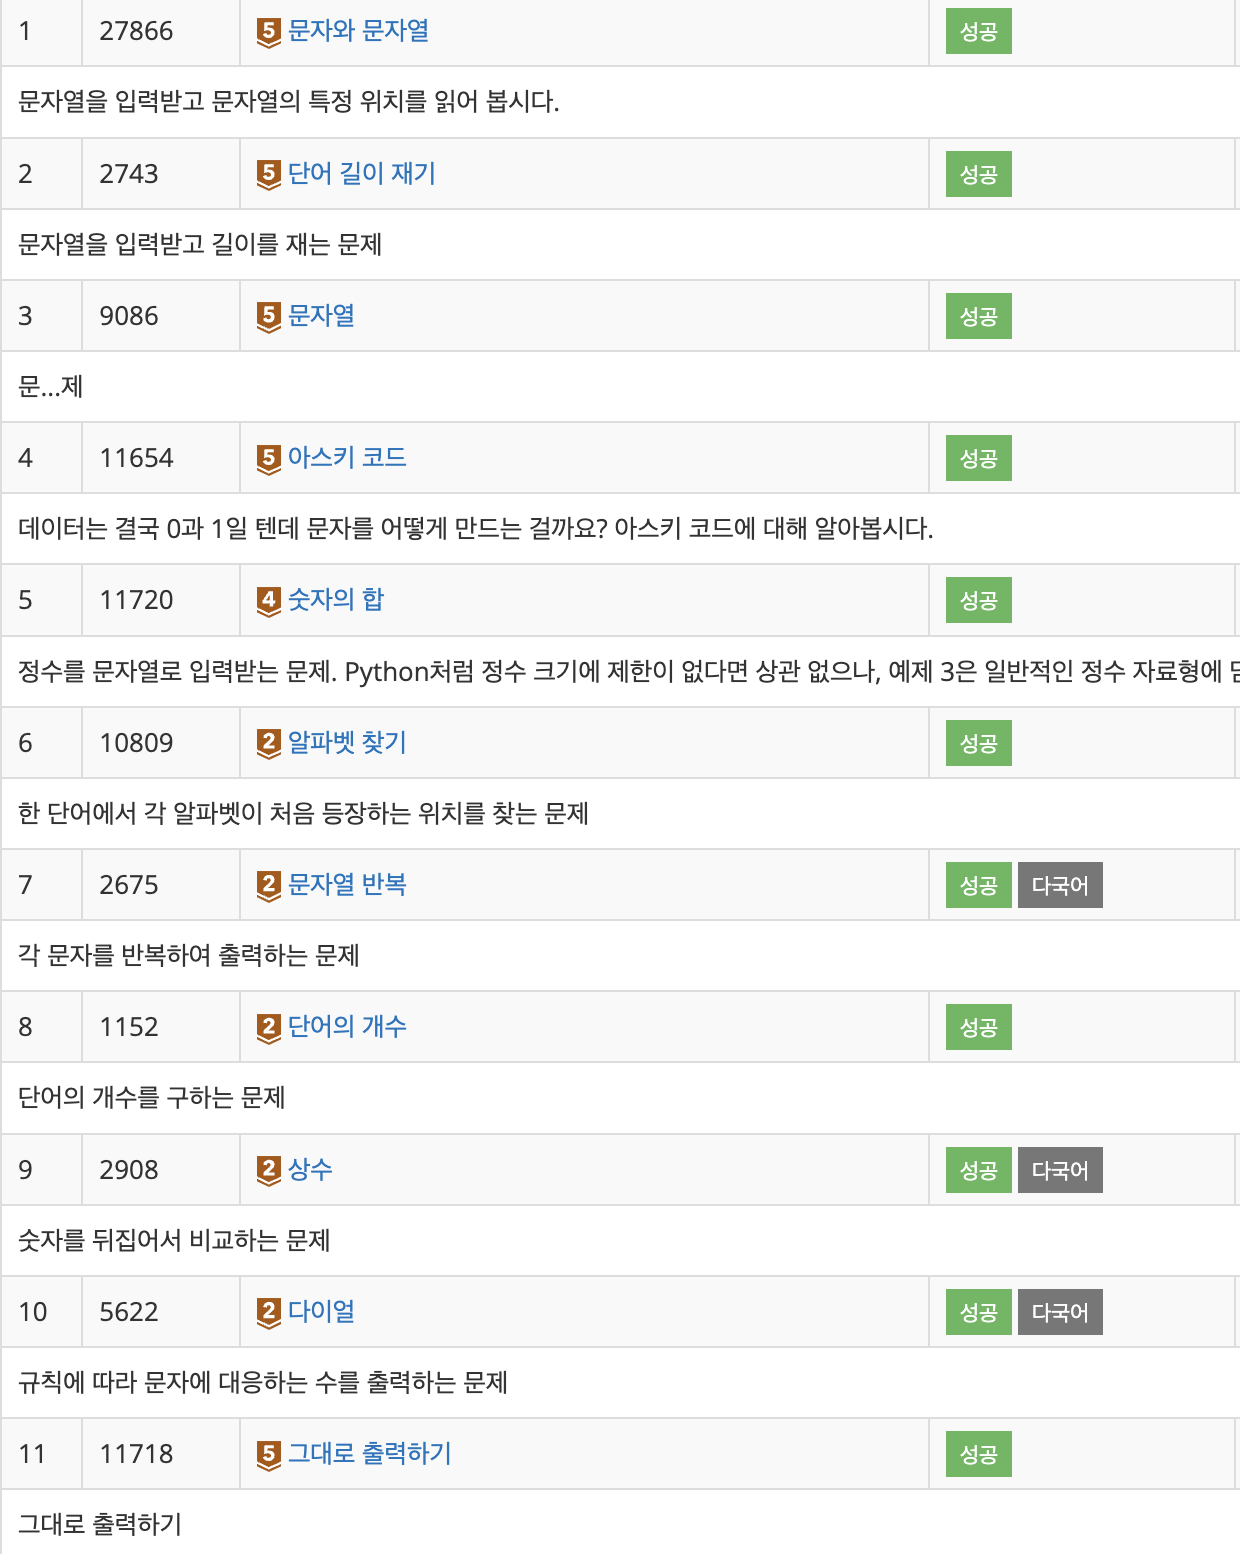 1 27866 5 문자와 문자열 성공
문자열을 입력받고 문자열의 특정 위치를 읽어 봅시다.
2 2743 5 단어 길이 재기 성공
문자열을 입력받고 길이를 재는 문제
3 9086 5 문자열 성공
문...제
4 11654 5 아스키 코드 성공
데이터는 결국 0과 1일 텐데 문자를 어떻게 만드는 걸까요? 아스키 코드에 대해 알아봅시다.
5 11720 4 숫자의 합 성공
정수를 문자열로 입력받는 문제. Python처럼 정수 크기에 제한이 없다면 상관 없으나, 예제 3은 일반적인 정수 자료형에
6 10809 2 알파벳 찾기 성공
한 단어에서 각 알파벳이 처음 등장하는 위치를 찾는 문제
7 2675 2 문자열 반복 성공 다국어
각 문자를 반복하여 출력하는 문제
8 1152 2 단어의 개수 성공
단어의 개수를 구하는 문제
9 2908 2 상수 성공 다국어
숫자를 뒤집어서 비교하는 문제
10 5622 2 다이얼 성공 다국어
규칙에 따라 문자에 대응하는 수를 출력하는 문제
11 11718 5 그대로 출력하기 성공
그대로 출력하기